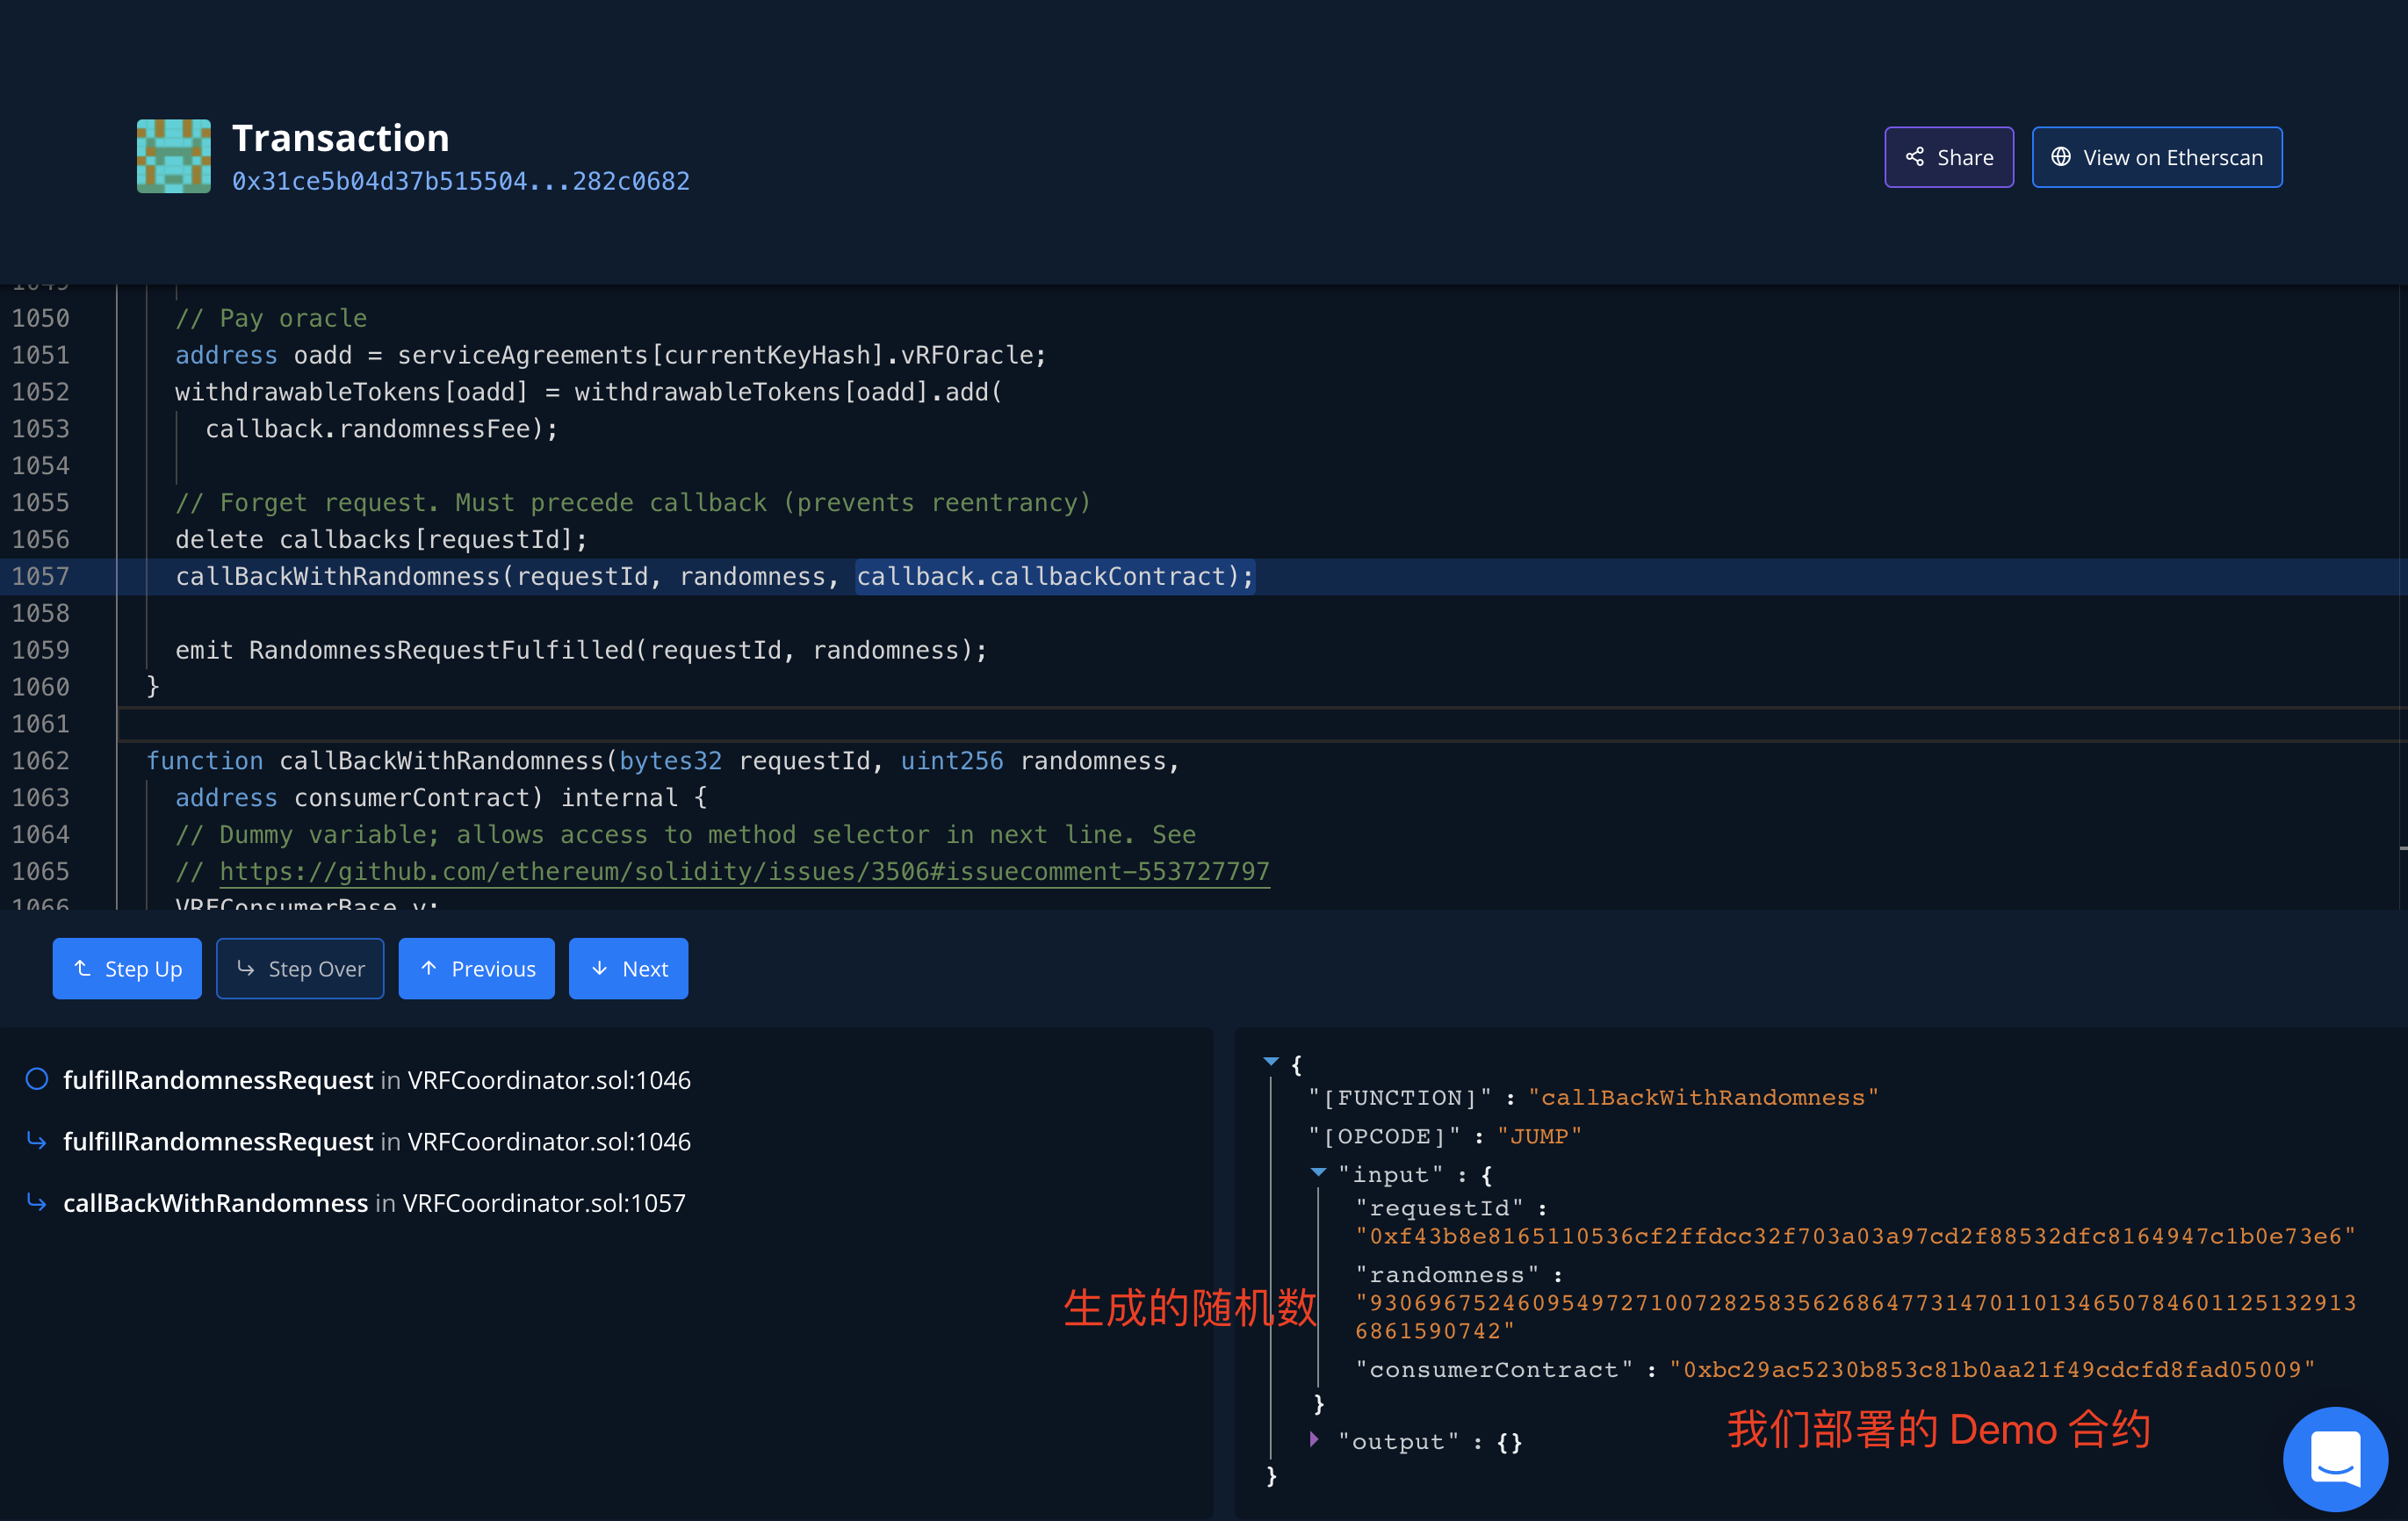 Transaction
0x31ce5b04d37b515504...282c0682
Share
View on Etherscan
1049
1050 // Pay oracle
1051 address oadd = serviceAgreements[currentKeyHash].vRFOracle;
1052 withdrawableTokens[oadd] = withdrawableTokens[oadd].add(
1053 callback.randomnessFee);
1054
1055 // Forget request. Must precede callback (prevents reentrancy)
1056 delete callbacks[requestId];
1057 callBackWithRandomness(requestId, randomness, callback.callbackContract);
1058
1059 emit RandomnessRequestFulfilled(requestId, randomness);
1060 }
1061
1062 function callBackWithRandomness(bytes32 requestId, uint256 randomness,
1063 address consumerContract) internal {
1064 // Dummy variable; allows access to method selector in next line. See
1065 // https://github.com/ethereum/solidity/issues/3506#issuecomment-553727797
1066 VRFConsumerBase v;
Step Up
Step Over
Previous
Next
fulfillRandomnessRequest in VRFCoordinator.sol:1046
fulfillRandomnessRequest in VRFCoordinator.sol:1046
callBackWithRandomness in VRFCoordinator.sol:1057
{
"[FUNCTION]" : "callBackWithRandomness"
"[OPCODE]" : "JUMP"
"input" : {
"requestId" :
"0xf43b8e8165110536cf2ffdcc32f703a03a97cd2f88532dfc8164947c1b0e73e6"
"randomness" :
生成的随机数
"9306967524609549727100728258356268647731470110134650784601125132913
6861590742"
"consumerContract" : "0xbc29ac5230b853c81b0aa21f49cdcfd8fad05009"
}
我们部署的 Demo 合约
"output" : {}
}